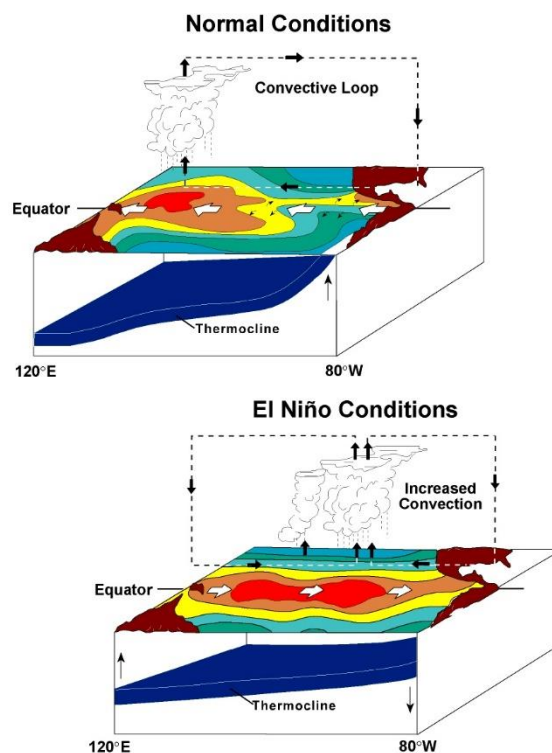 Normal Conditions
Convective Loop
Equator
Thermocline
120°E
80°W
El Niño Conditions
Increased
Convection
Equator
Thermocline
120°E
80°W